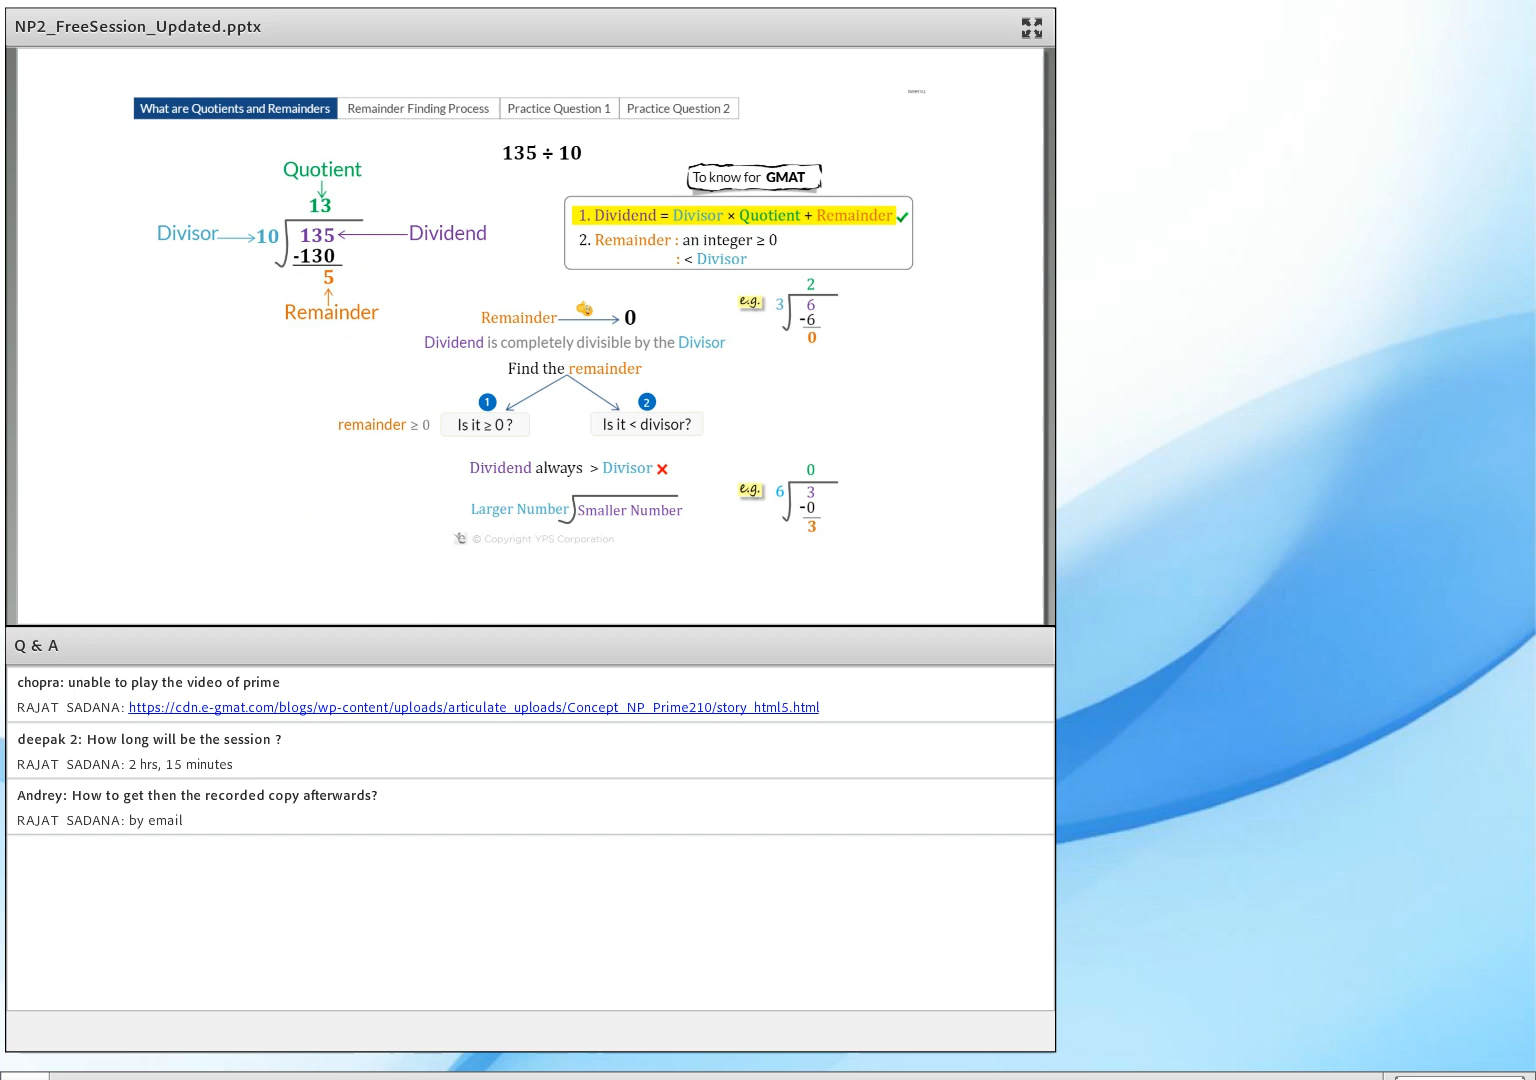 NP2_FreeSession_Updated.pptx
What are Quotients and Remainders Remainder Finding Process Practice Question 1 Practice Question 2
135 ÷ 10
Quotient
13
Divisor 10 135 Dividend
-130
5
Remainder
To know for GMAT
1. Dividend = Divisor × Quotient + Remainder
2. Remainder : an integer ≥ 0
: < Divisor
e.g. 2
3 6
-6
0
Remainder 0
Dividend is completely divisible by the Divisor
Find the remainder
1 2
remainder ≥ 0 Is it ≥ 0 ? Is it < divisor?
Dividend always > Divisor
Larger Number Smaller Number
e.g. 0
6 3
-0
3
© Copyright YPS Corporation
Q & A
chopra: unable to play the video of prime
RAJAT SADANA: https://cdn.e-gmat.com/blogs/wp-content/uploads/articulate_uploads/Concept_NP_Prime210/story_html5.html
deepak 2: How long will be the session ?
RAJAT SADANA: 2 hrs, 15 minutes
Andrey: How to get then the recorded copy afterwards?
RAJAT SADANA: by email